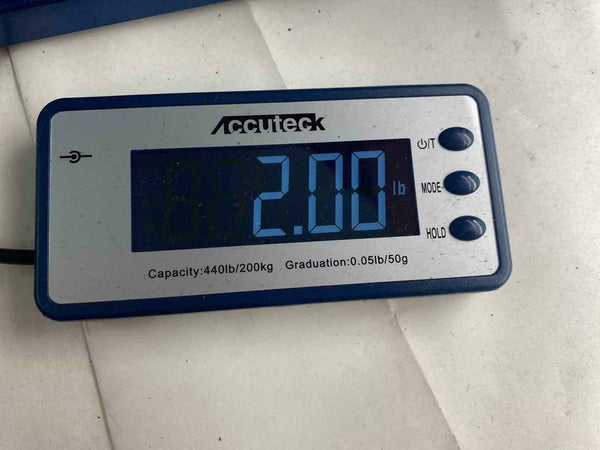 Accuteck
⏻/T
2.00 lb
MODE
HOLD
Capacity:440lb/200kg Graduation:0.05lb/50g